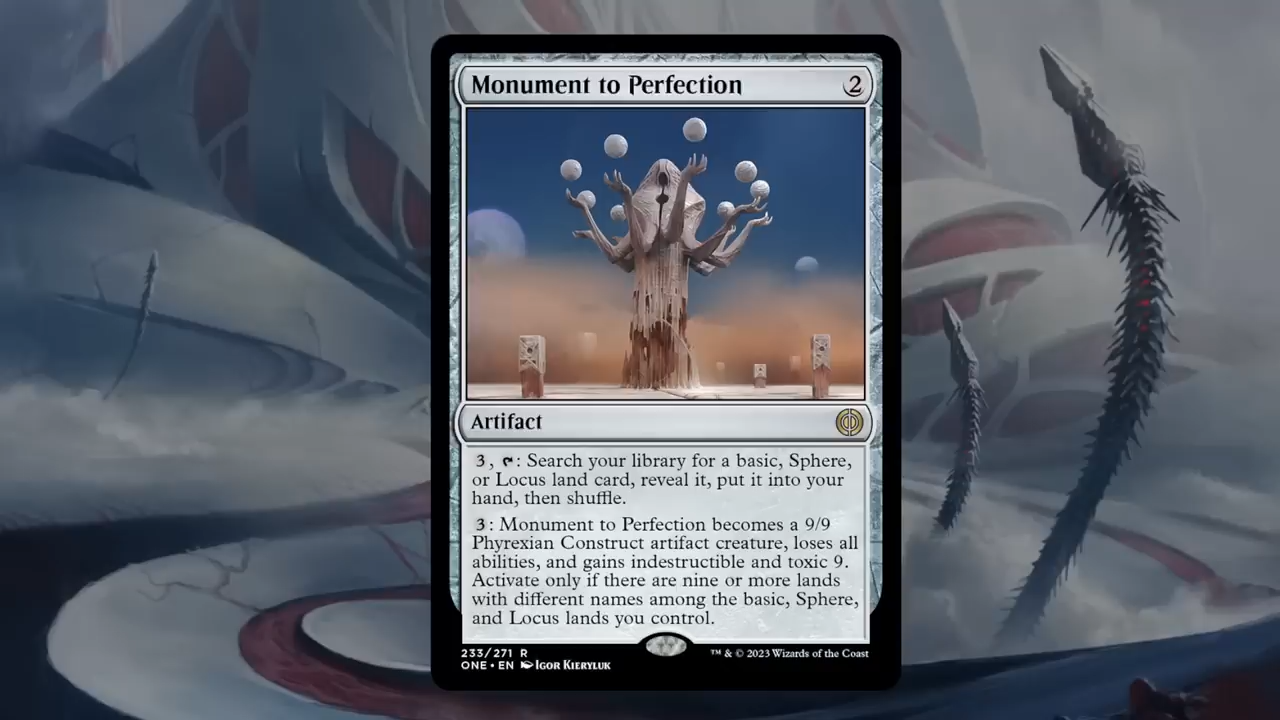 Monument to Perfection 2
Artifact
3, : Search your library for a basic, Sphere,
or Locus land card, reveal it, put it into your
hand, then shuffle.
3: Monument to Perfection becomes a 9/9
Phyrexian Construct artifact creature, loses all
abilities, and gains indestructible and toxic 9.
Activate only if there are nine or more lands
with different names among the basic, Sphere,
and Locus lands you control.
233/271 R
ONE • EN Igor Kieryluk
™ & © 2023 Wizards of the Coast